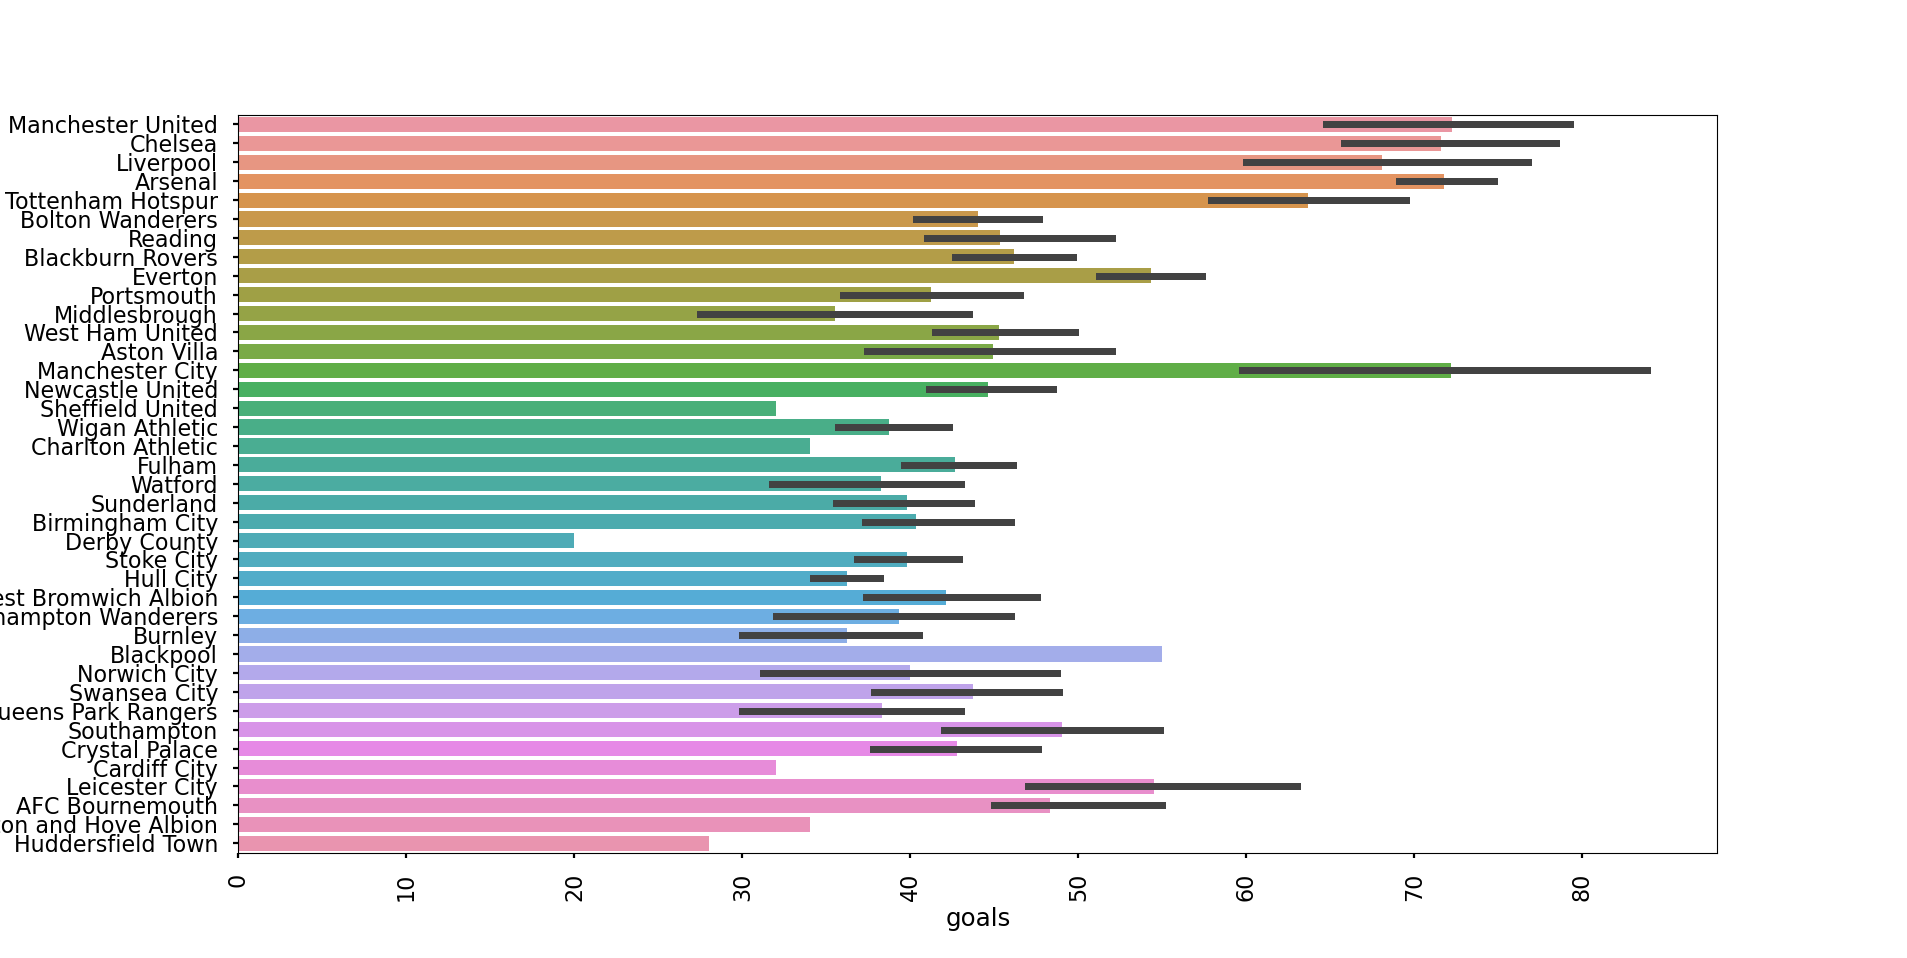 Manchester United
Chelsea
Liverpool
Arsenal
Tottenham Hotspur
Bolton Wanderers
Reading
Blackburn Rovers
Everton
Portsmouth
Middlesbrough
West Ham United
Aston Villa
Manchester City
Newcastle United
Sheffield United
Wigan Athletic
Charlton Athletic
Fulham
Watford
Sunderland
Birmingham City
Derby County
Stoke City
Hull City
est Bromwich Albion
hampton Wanderers
Burnley
Blackpool
Norwich City
Swansea City
ueens Park Rangers
Southampton
Crystal Palace
Cardiff City
Leicester City
AFC Bournemouth
on and Hove Albion
Huddersfield Town
0 10 20 30 40 50 60 70 80
goals